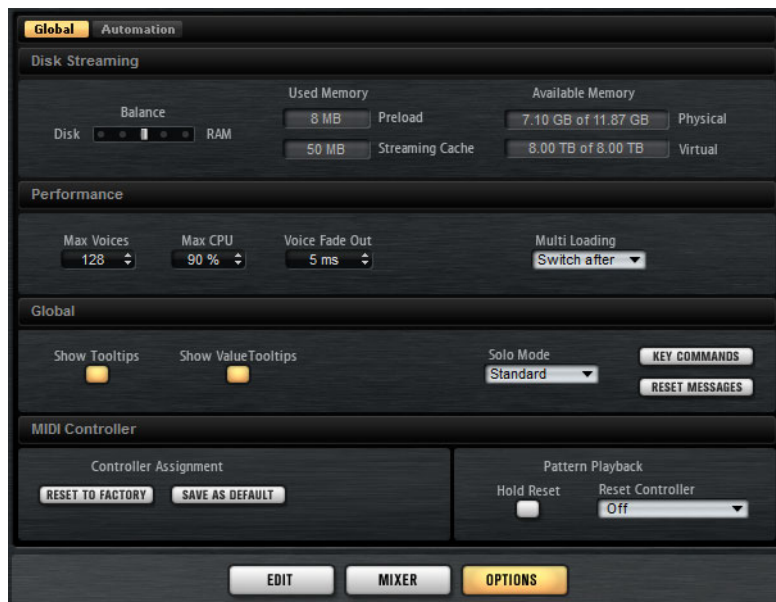 Global Automation
Disk Streaming
Used Memory Available Memory
Balance 8 MB Preload 7.10 GB of 11.87 GB Physical
Disk RAM 50 MB Streaming Cache 8.00 TB of 8.00 TB Virtual
Performance
Max Voices Max CPU Voice Fade Out Multi Loading
128 90 % 5 ms Switch after
Global
Show Tooltips Show ValueTooltips Solo Mode KEY COMMANDS
Standard RESET MESSAGES
MIDI Controller
Controller Assignment Pattern Playback
RESET TO FACTORY SAVE AS DEFAULT Hold Reset Reset Controller
Off
EDIT MIXER OPTIONS